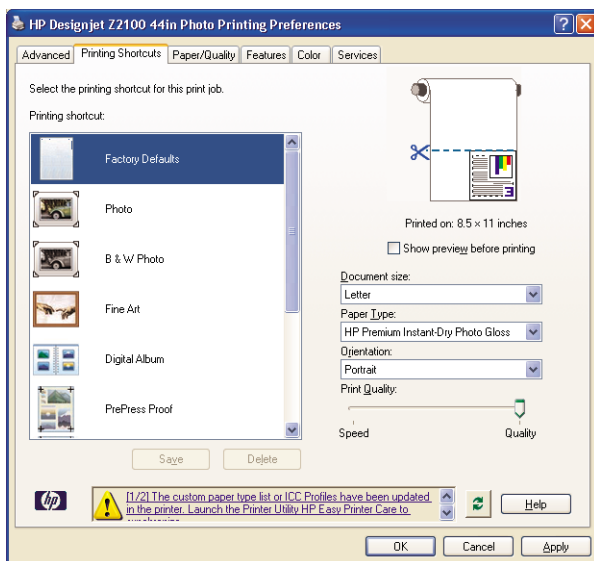 HP Designjet Z2100 44in Photo Printing Preferences
Advanced Printing Shortcuts Paper/Quality Features Color Services
Select the printing shortcut for this print job.
Printing shortcut:
Factory Defaults
Photo
B & W Photo
Fine Art
Digital Album
PrePress Proof
Save Delete
3
Printed on: 8.5 × 11 inches
Show preview before printing
Document size:
Letter
Paper Type:
HP Premium Instant-Dry Photo Gloss
Orientation:
Portrait
Print Quality:
Speed Quality
hp
[1/2] The custom paper type list or ICC Profiles have been updated
in the printer. Launch the Printer Utility HP Easy Printer Care to
Help
OK Cancel Apply